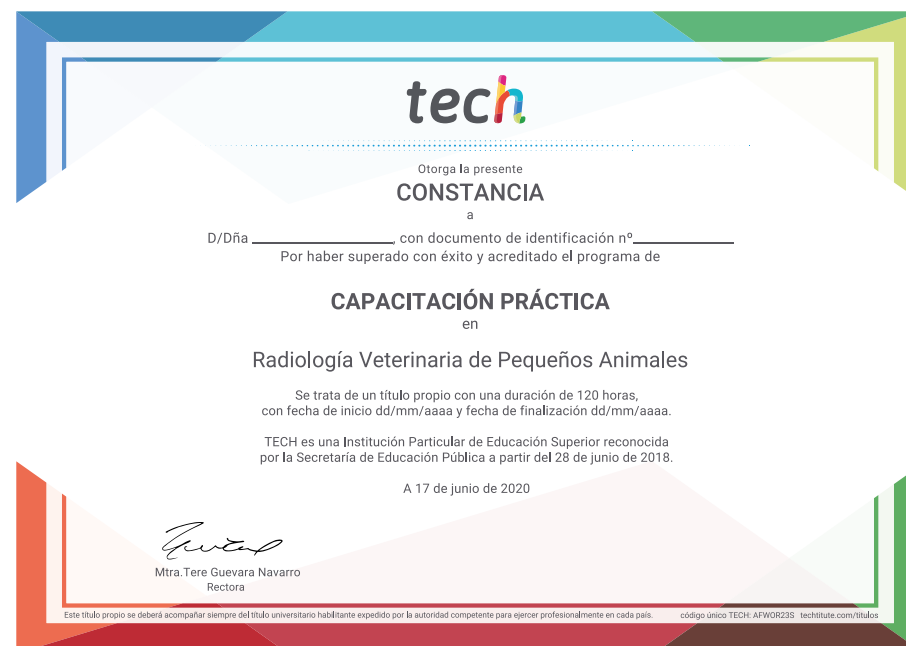 tech
Otorga la presente
CONSTANCIA
a
D/Dña ________________, con documento de identificación nº____________
Por haber superado con éxito y acreditado el programa de
CAPACITACIÓN PRÁCTICA
en
Radiología Veterinaria de Pequeños Animales
Se trata de un título propio con una duración de 120 horas,
con fecha de inicio dd/mm/aaaa y fecha de finalización dd/mm/aaaa.
TECH es una Institución Particular de Educación Superior reconocida
por la Secretaría de Educación Pública a partir del 28 de junio de 2018.
A 17 de junio de 2020
Mtra.Tere Guevara Navarro
Rectora
Este título propio se deberá acompañar siempre del título universitario habilitante expedido por la autoridad competente para ejercer profesionalmente en cada país. código único TECH: AFWOR23S techtitute.com/titulos